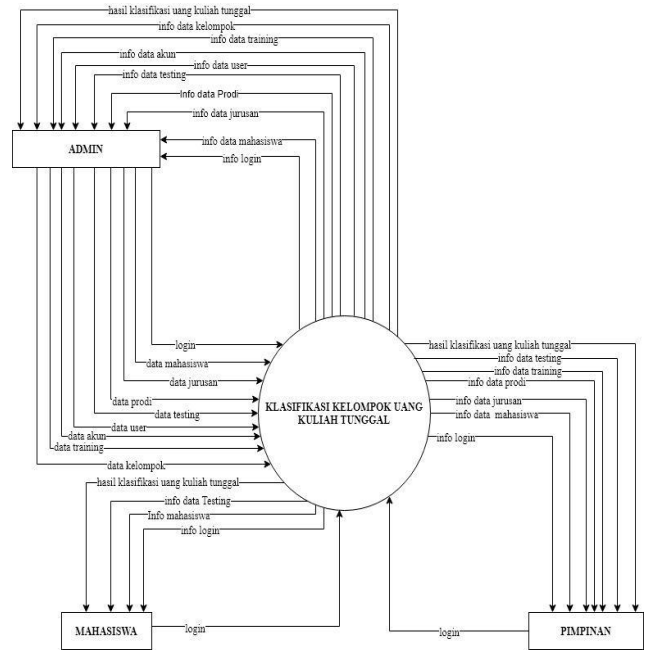 hasil klasifikasi uang kuliah tunggal
info data kelompok
info data training
info data akun
info data user
info data testing
Info data Prodi
info data jurusan
info data mahasiswa
info login
ADMIN
login
data mahasiswa
data jurusan
data prodi
data testing
data user
data akun
data training
data kelompok
KLASIFIKASI KELOMPOK UANG
KULIAH TUNGGAL
hasil klasifikasi uang kuliah tunggal
info data testing
info data training
info data prodi
info data jurusan
info data mahasiswa
info login
hasil klasifikasi uang kuliah tunggal
info data Testing
Info mahasiswa
info login
MAHASISWA
login
login
PIMPINAN